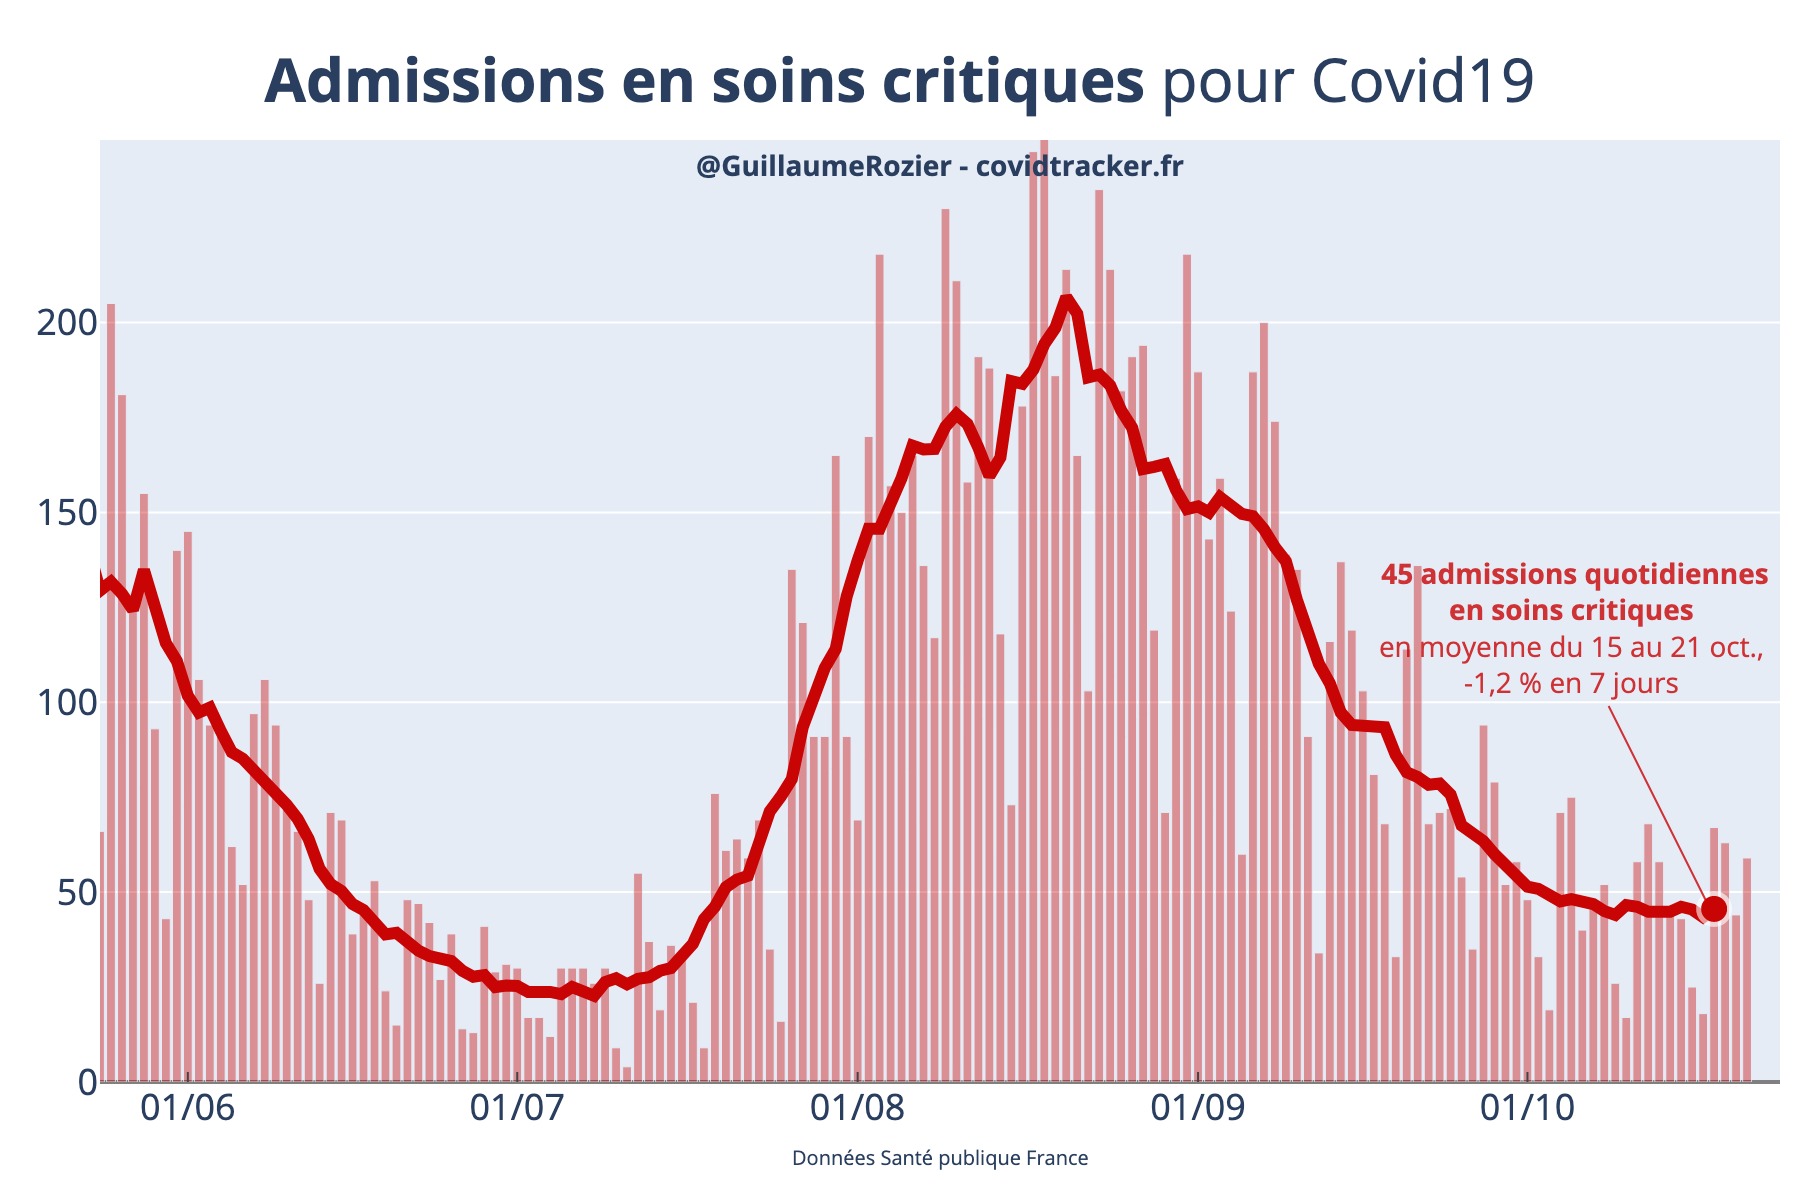 Admissions en soins critiques pour Covid19
@GuillaumeRozier - covidtracker.fr
200
150
100
50
0
45 admissions quotidiennes
en soins critiques
en moyenne du 15 au 21 oct.,
-1,2 % en 7 jours
01/06 01/07 01/08 01/09 01/10
Données Santé publique France